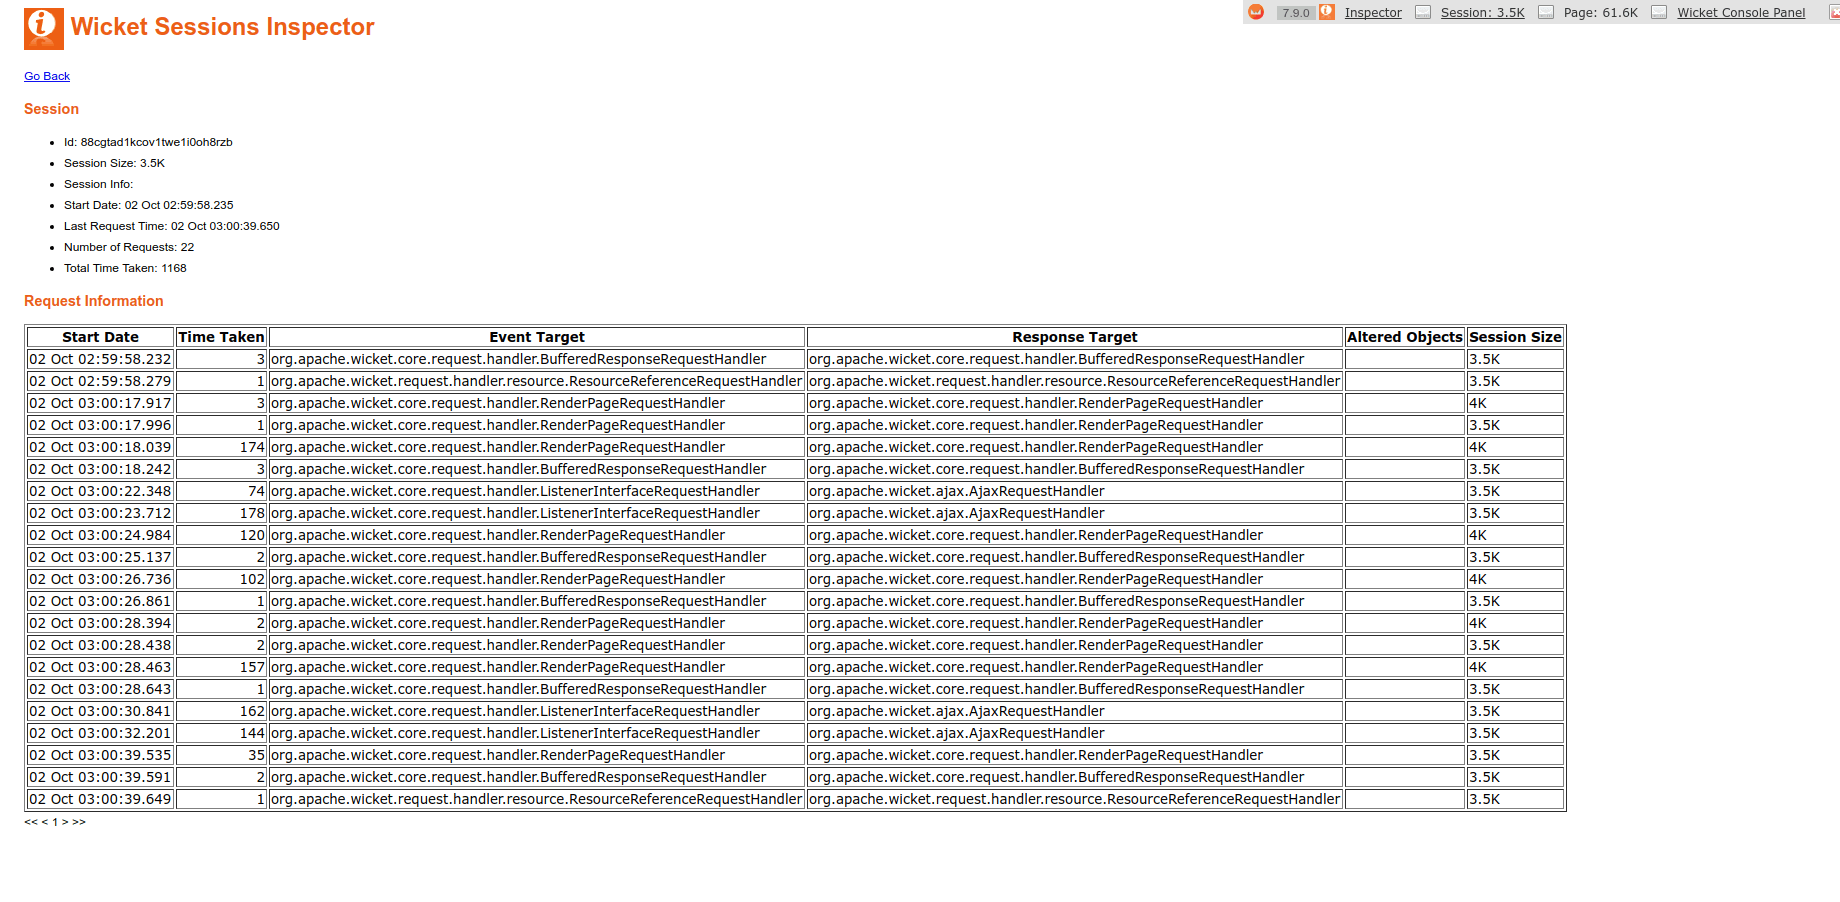 Wicket Sessions Inspector
7.9.0 Inspector Session: 3.5K Page: 61.6K Wicket Console Panel
Go Back
Session
Id: 88cgtad1kcov1twe1i0oh8rzb
Session Size: 3.5K
Session Info:
Start Date: 02 Oct 02:59:58.235
Last Request Time: 02 Oct 03:00:39.650
Number of Requests: 22
Total Time Taken: 1168
Request Information
Start Date Time Taken Event Target Response Target Altered Objects Session Size
02 Oct 02:59:58.232 3 org.apache.wicket.core.request.handler.BufferedResponseRequestHandler org.apache.wicket.core.request.handler.BufferedResponseRequestHandler 3.5K
02 Oct 02:59:58.279 1 org.apache.wicket.request.handler.resource.ResourceReferenceRequestHandler org.apache.wicket.request.handler.resource.ResourceReferenceRequestHandler 3.5K
02 Oct 03:00:17.917 3 org.apache.wicket.core.request.handler.RenderPageRequestHandler org.apache.wicket.core.request.handler.RenderPageRequestHandler 4K
02 Oct 03:00:17.996 1 org.apache.wicket.core.request.handler.RenderPageRequestHandler org.apache.wicket.core.request.handler.RenderPageRequestHandler 3.5K
02 Oct 03:00:18.039 174 org.apache.wicket.core.request.handler.RenderPageRequestHandler org.apache.wicket.core.request.handler.RenderPageRequestHandler 4K
02 Oct 03:00:18.242 3 org.apache.wicket.core.request.handler.BufferedResponseRequestHandler org.apache.wicket.core.request.handler.BufferedResponseRequestHandler 3.5K
02 Oct 03:00:22.348 74 org.apache.wicket.core.request.handler.ListenerInterfaceRequestHandler org.apache.wicket.ajax.AjaxRequestHandler 3.5K
02 Oct 03:00:23.712 178 org.apache.wicket.core.request.handler.ListenerInterfaceRequestHandler org.apache.wicket.ajax.AjaxRequestHandler 3.5K
02 Oct 03:00:24.984 120 org.apache.wicket.core.request.handler.RenderPageRequestHandler org.apache.wicket.core.request.handler.RenderPageRequestHandler 4K
02 Oct 03:00:25.137 2 org.apache.wicket.core.request.handler.BufferedResponseRequestHandler org.apache.wicket.core.request.handler.BufferedResponseRequestHandler 3.5K
02 Oct 03:00:26.736 102 org.apache.wicket.core.request.handler.RenderPageRequestHandler org.apache.wicket.core.request.handler.RenderPageRequestHandler 4K
02 Oct 03:00:26.861 1 org.apache.wicket.core.request.handler.BufferedResponseRequestHandler org.apache.wicket.core.request.handler.BufferedResponseRequestHandler 3.5K
02 Oct 03:00:28.394 2 org.apache.wicket.core.request.handler.RenderPageRequestHandler org.apache.wicket.core.request.handler.RenderPageRequestHandler 4K
02 Oct 03:00:28.438 2 org.apache.wicket.core.request.handler.RenderPageRequestHandler org.apache.wicket.core.request.handler.RenderPageRequestHandler 3.5K
02 Oct 03:00:28.463 157 org.apache.wicket.core.request.handler.RenderPageRequestHandler org.apache.wicket.core.request.handler.RenderPageRequestHandler 4K
02 Oct 03:00:28.643 1 org.apache.wicket.core.request.handler.BufferedResponseRequestHandler org.apache.wicket.core.request.handler.BufferedResponseRequestHandler 3.5K
02 Oct 03:00:30.841 162 org.apache.wicket.core.request.handler.ListenerInterfaceRequestHandler org.apache.wicket.ajax.AjaxRequestHandler 3.5K
02 Oct 03:00:32.201 144 org.apache.wicket.core.request.handler.ListenerInterfaceRequestHandler org.apache.wicket.ajax.AjaxRequestHandler 3.5K
02 Oct 03:00:39.535 35 org.apache.wicket.core.request.handler.RenderPageRequestHandler org.apache.wicket.core.request.handler.RenderPageRequestHandler 3.5K
02 Oct 03:00:39.591 2 org.apache.wicket.core.request.handler.BufferedResponseRequestHandler org.apache.wicket.core.request.handler.BufferedResponseRequestHandler 3.5K
02 Oct 03:00:39.649 1 org.apache.wicket.request.handler.resource.ResourceReferenceRequestHandler org.apache.wicket.request.handler.resource.ResourceReferenceRequestHandler 3.5K
<< < 1 > >>